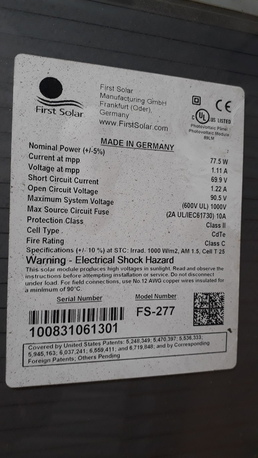 First Solar
First Solar
Manufacturing GmbH
Frankfurt (Oder),
Germany
www.FirstSolar.com
C UL US LISTED
CE
MADE IN GERMANY
Nominal Power (+/-5%) 77.5 W
Current at mpp 1.11 A
Voltage at mpp 69.9 V
Short Circuit Current 1.22 A
Open Circuit Voltage 90.5 V
Maximum System Voltage (600V UL) 1000V
Max Source Circuit Fuse (2A UL/IEC61730) 10A
Protection Class Class II
Cell Type CdTe
Fire Rating Class C
Specifications (+/-10 %) at STC: Irrad. 1000 W/m2, AM 1.5, Cell T 25
Warning - Electrical Shock Hazard
This solar module produces high voltages in sunlight. Read and observe the
instructions before attempting installation or service. Do not disconnect
under load. For field connections, use No.12 AWG copper wires insulated for
a minimum of 90°C
Serial Number
Model Number
FS-277
100831061301
Covered by United States Patents: 5,248,349; 5,470,397; 5,536,333;
5,945,163; 6,037,241; 6,559,411; and 6,719,848; and by Corresponding
Foreign Patents; Others Pending